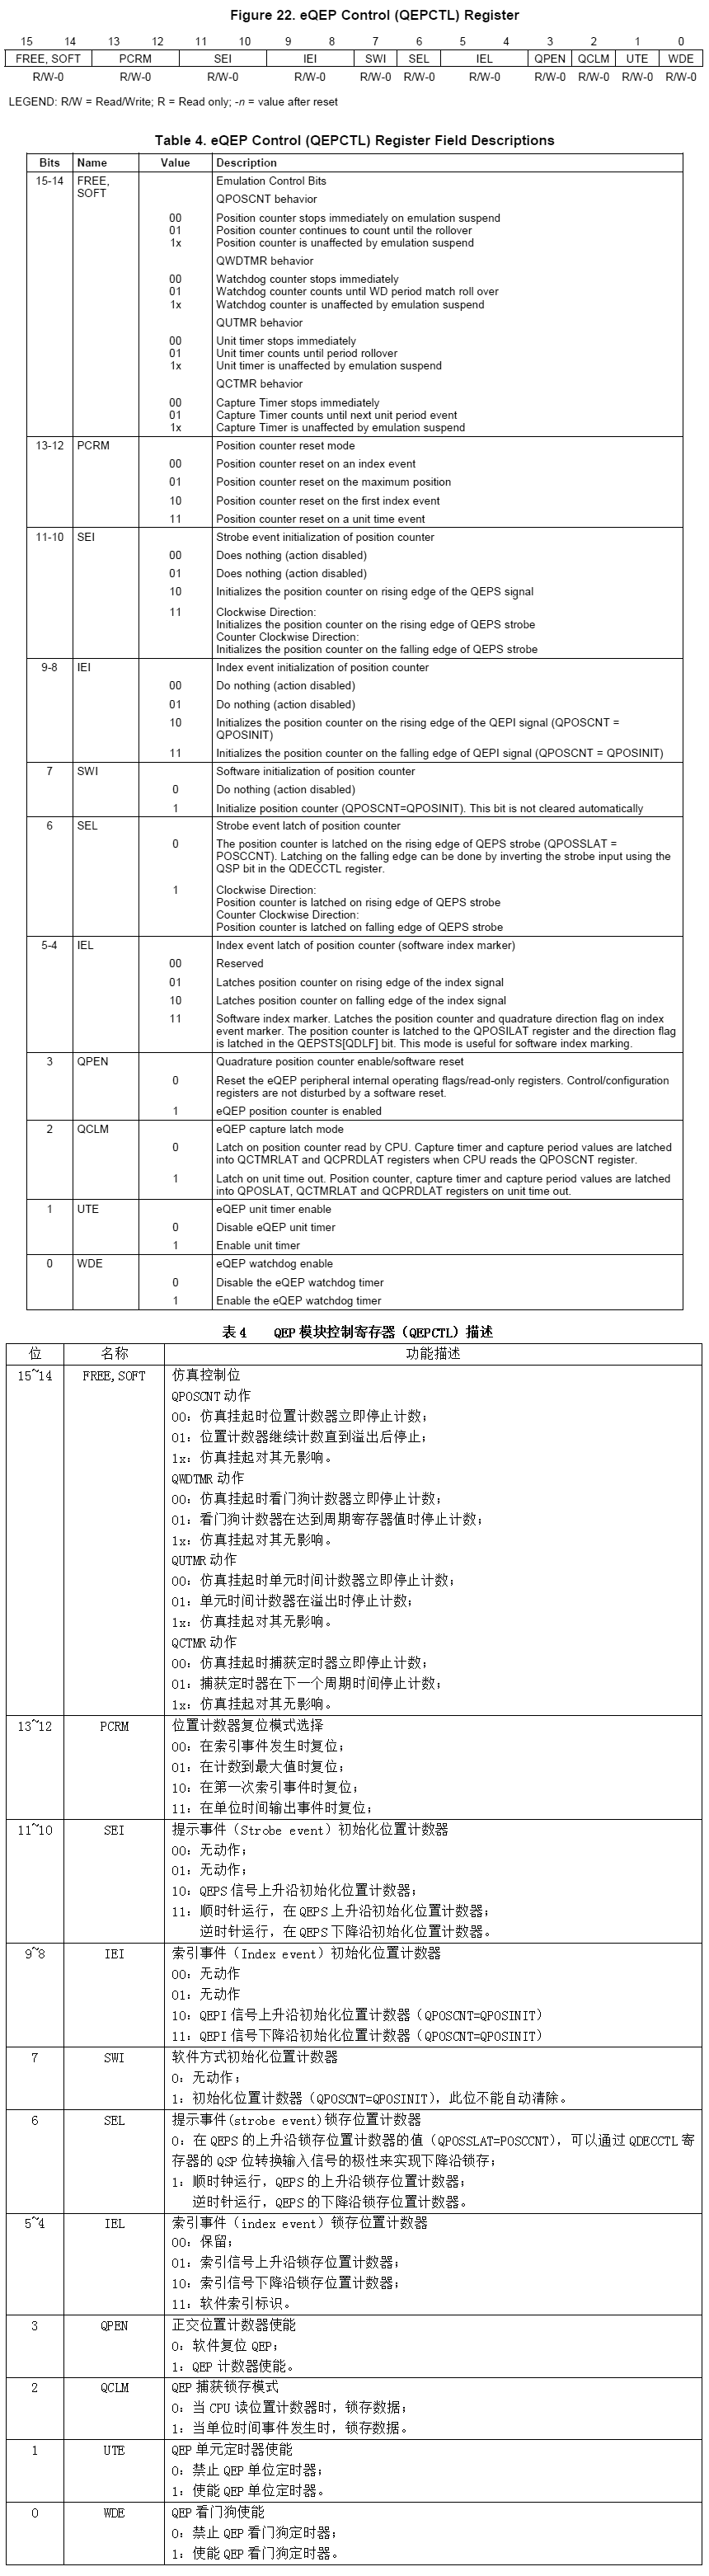 Figure 22. eQEP Control (QEPCTL) Register
15 14 13 12 11 10 9 8 7 6 5 4 3 2 1 0
FREE, SOFT PCRM SEI IEI SWI SEL IEL QPEN QCLM UTE WDE
R/W-0 R/W-0 R/W-0 R/W-0 R/W-0 R/W-0 R/W-0 R/W-0 R/W-0 R/W-0 R/W-0
LEGEND: R/W = Read/Write; R = Read only; -n = value after reset
Table 4. eQEP Control (QEPCTL) Register Field Descriptions
Bits Name Value Description
15-14 FREE, Emulation Control Bits
SOFT
QPOSCNT behavior
00 Position counter stops immediately on emulation suspend
01 Position counter continues to count until the rollover
1x Position counter is unaffected by emulation suspend
QWDTMR behavior
00 Watchdog counter stops immediately
01 Watchdog counter counts until WD period match roll over
1x Watchdog counter is unaffected by emulation suspend
QUTMR behavior
00 Unit timer stops immediately
01 Unit timer counts until period rollover
1x Unit timer is unaffected by emulation suspend
QCTMR behavior
00 Capture Timer stops immediately
01 Capture Timer counts until next unit period event
1x Capture Timer is unaffected by emulation suspend
13-12 PCRM Position counter reset mode
00 Position counter reset on an index event
01 Position counter reset on the maximum position
10 Position counter reset on the first index event
11 Position counter reset on a unit time event
11-10 SEI Strobe event initialization of position counter
00 Does nothing (action disabled)
01 Does nothing (action disabled)
10 Initializes the position counter on rising edge of the QEPS signal
11 Clockwise Direction:
Initializes the position counter on the rising edge of QEPS strobe
Counter Clockwise Direction:
Initializes the position counter on the falling edge of QEPS strobe
9-8 IEI Index event initialization of position counter
00 Do nothing (action disabled)
01 Do nothing (action disabled)
10 Initializes the position counter on the rising edge of the QEPI signal (QPOSCNT =
QPOSINIT)
11 Initializes the position counter on the falling edge of QEPI signal (QPOSCNT = QPOSINIT)
7 SWI Software initialization of position counter
0 Do nothing (action disabled)
1 Initialize position counter (QPOSCNT=QPOSINIT). This bit is not cleared automatically
6 SEL Strobe event latch of position counter
0 The position counter is latched on the rising edge of QEPS strobe (QPOSSLAT =
POSCCNT). Latching on the falling edge can be done by inverting the strobe input using the
QSP bit in the QDECCTL register.
1 Clockwise Direction:
Position counter is latched on rising edge of QEPS strobe
Counter Clockwise Direction:
Position counter is latched on falling edge of QEPS strobe
5-4 IEL Index event latch of position counter (software index marker)
00 Reserved
01 Latches position counter on rising edge of the index signal
10 Latches position counter on falling edge of the index signal
11 Software index marker. Latches the position counter and quadrature direction flag on index
event marker. The position counter is latched to the QPOSILAT register and the direction flag
is latched in the QEPSTS[QDLF] bit. This mode is useful for software index marking.
3 QPEN Quadrature position counter enable/software reset
0 Reset the eQEP peripheral internal operating flags/read-only registers. Control/configuration
registers are not disturbed by a software reset.
1 eQEP position counter is enabled
2 QCLM eQEP capture latch mode
0 Latch on position counter read by CPU. Capture timer and capture period values are latched
into QCTMRLAT and QCPRDLAT registers when CPU reads the QPOSCNT register.
1 Latch on unit time out. Position counter, capture timer and capture period values are latched
into QPOSLAT, QCTMRLAT and QCPRDLAT registers on unit time out.
1 UTE eQEP unit timer enable
0 Disable eQEP unit timer
1 Enable unit timer
0 WDE eQEP watchdog enable
0 Disable the eQEP watchdog timer
1 Enable the eQEP watchdog timer
表4 QEP 模块控制寄存器（QEPCTL）描述
位 名称 功能描述
15~14 FREE,SOFT 仿真控制位
QPOSCNT 动作
00：仿真挂起时位置计数器立即停止计数；
01：位置计数器继续计数直到溢出后停止；
1x：仿真挂起对其无影响。
QWDTMR 动作
00：仿真挂起时看门狗计数器立即停止计数；
01：看门狗计数器在达到周期寄存器值时停止计数；
1x：仿真挂起对其无影响。
QUTMR 动作
00：仿真挂起时单元时间计数器立即停止计数；
01：单元时间计数器在溢出时停止计数；
1x：仿真挂起对其无影响。
QCTMR 动作
00：仿真挂起时捕获定时器立即停止计数；
01：捕获定时器在下一个周期时间停止计数；
1x：仿真挂起对其无影响。
13~12 PCRM 位置计数器复位模式选择
00：在索引事件发生时复位；
01：在计数到最大值时复位；
10：在第一次索引事件时复位；
11：在单位时间输出事件时复位；
11~10 SEI 提示事件（Strobe event）初始化位置计数器
00：无动作；
01：无动作；
10：QEPS 信号上升沿初始化位置计数器；
11：顺时针运行，在 QEPS 上升沿初始化位置计数器；
逆时针运行，在 QEPS 下降沿初始化位置计数器。
9~8 IEI 索引事件（Index event）初始化位置计数器
00：无动作
01：无动作
10：QEPI 信号上升沿初始化位置计数器（QPOSCNT=QPOSINIT）
11：QEPI 信号下降沿初始化位置计数器（QPOSCNT=QPOSINIT）
7 SWI 软件方式初始化位置计数器
0：无动作；
1：初始化位置计数器（QPOSCNT=QPOSINIT），此位不能自动清除。
6 SEL 提示事件(strobe event)锁存位置计数器
0：在 QEPS 的上升沿锁存位置计数器的值（QPOSSLAT=POSCCNT），可以通过 QDECCTL 寄
存器的 QSP 位转换输入信号的极性来实现下降沿锁存；
1：顺时钟运行，QEPS 的上升沿锁存位置计数器；
逆时针运行，QEPS 的下降沿锁存位置计数器。
5~4 IEL 索引事件（index event）锁存位置计数器
00：保留；
01：索引信号上升沿锁存位置计数器；
10：索引信号下降沿锁存位置计数器；
11：软件索引标识。
3 QPEN 正交位置计数器使能
0：软件复位 QEP；
1：QEP 计数器使能。
2 QCLM QEP 捕获锁存模式
0：当 CPU 读位置计数器时，锁存数据；
1：当单位时间事件发生时，锁存数据。
1 UTE QEP 单元定时器使能
0：禁止 QEP 单位定时器；
1：使能 QEP 单位定时器。
0 WDE QEP 看门狗使能
0：禁止 QEP 看门狗定时器；
1：使能 QEP 看门狗定时器。